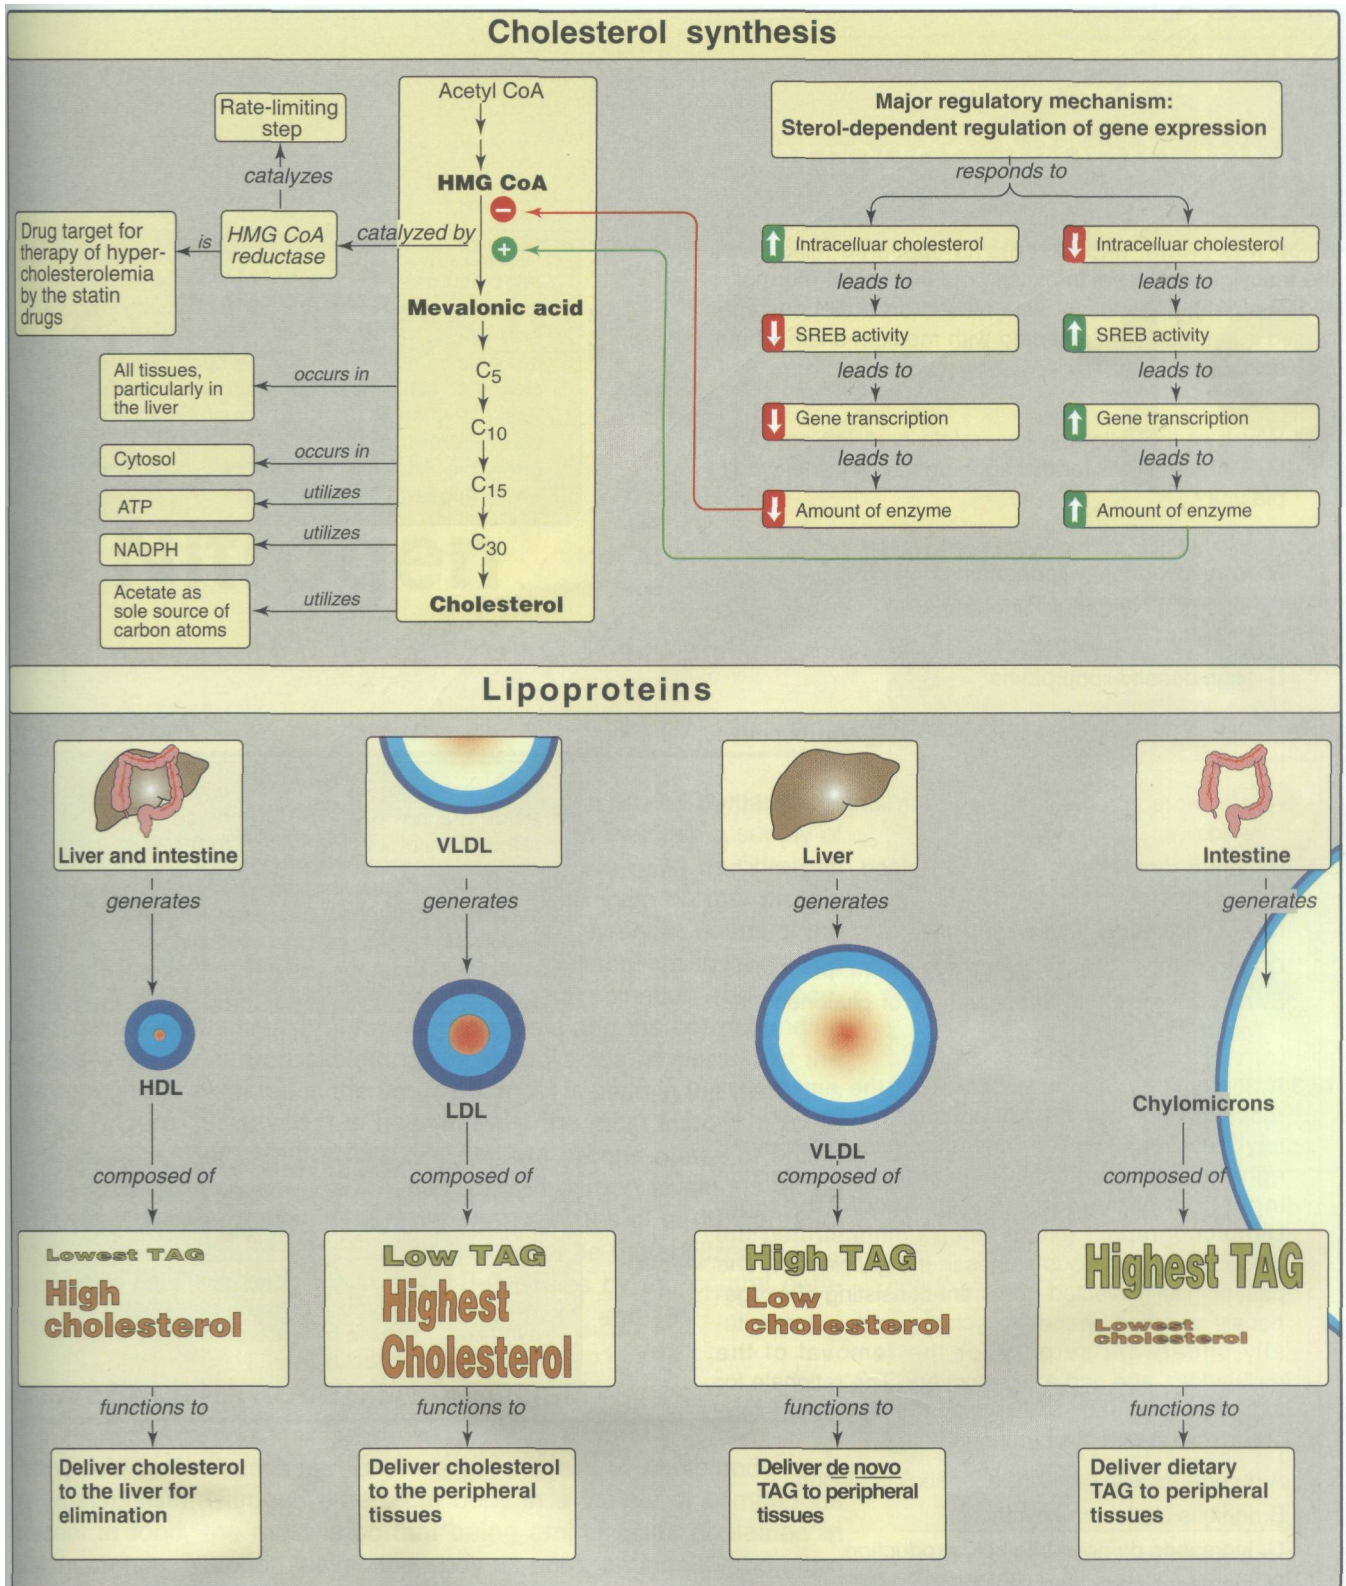 Cholesterol synthesis
Acetyl CoA
HMG CoA
Mevalonic acid
C5
C10
C15
C30
Cholesterol
−
+
catalyzed by
HMG CoA
reductase
catalyzes
Rate-limiting
step
is
Drug target for
therapy of hyper-
cholesterolemia
by the statin
drugs
occurs in
All tissues,
particularly in
the liver
occurs in
Cytosol
utilizes
ATP
utilizes
NADPH
utilizes
Acetate as
sole source of
carbon atoms
Major regulatory mechanism:
Sterol-dependent regulation of gene expression
responds to
Intracelluar cholesterol
leads to
SREB activity
leads to
Gene transcription
leads to
Amount of enzyme
Intracelluar cholesterol
leads to
SREB activity
leads to
Gene transcription
leads to
Amount of enzyme
Lipoproteins
Liver and intestine
generates
HDL
composed of
Lowest TAG
High
cholesterol
functions to
Deliver cholesterol
to the liver for
elimination
VLDL
generates
LDL
composed of
Low TAG
Highest
Cholesterol
functions to
Deliver cholesterol
to the peripheral
tissues
Liver
generates
VLDL
composed of
High TAG
Low
cholesterol
functions to
Deliver de novo
TAG to peripheral
tissues
Intestine
generates
Chylomicrons
composed of
Highest TAG
Lowest
cholesterol
functions to
Deliver dietary
TAG to peripheral
tissues